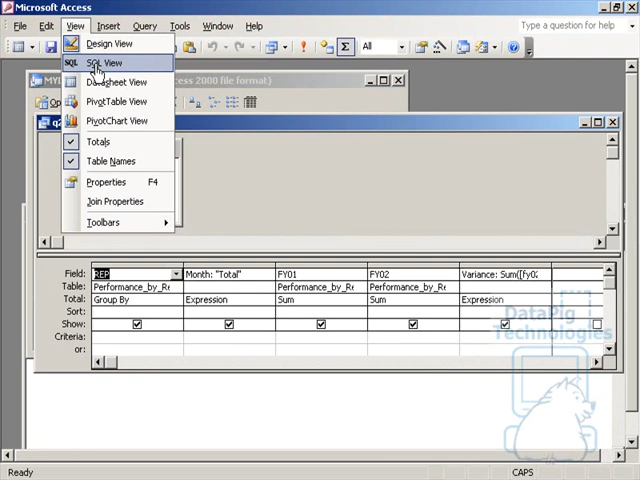 Microsoft Access
File Edit View Insert Query Tools Window Help
Type a question for help
All
Design View
SQL SQL View
Datasheet View
PivotTable View
PivotChart View
Totals
Table Names
Properties F4
Join Properties
Toolbars
Access 2000 file format)
Field: REP Month: "Total" FY01 FY02 Variance: Sum([fy02
Table: Performance_by_Re Performance_by_Re Performance_by_Re
Total: Group By Expression Sum Sum Expression
Sort:
Show:
Criteria:
or:
DataPig
Technologies
Ready
CAPS